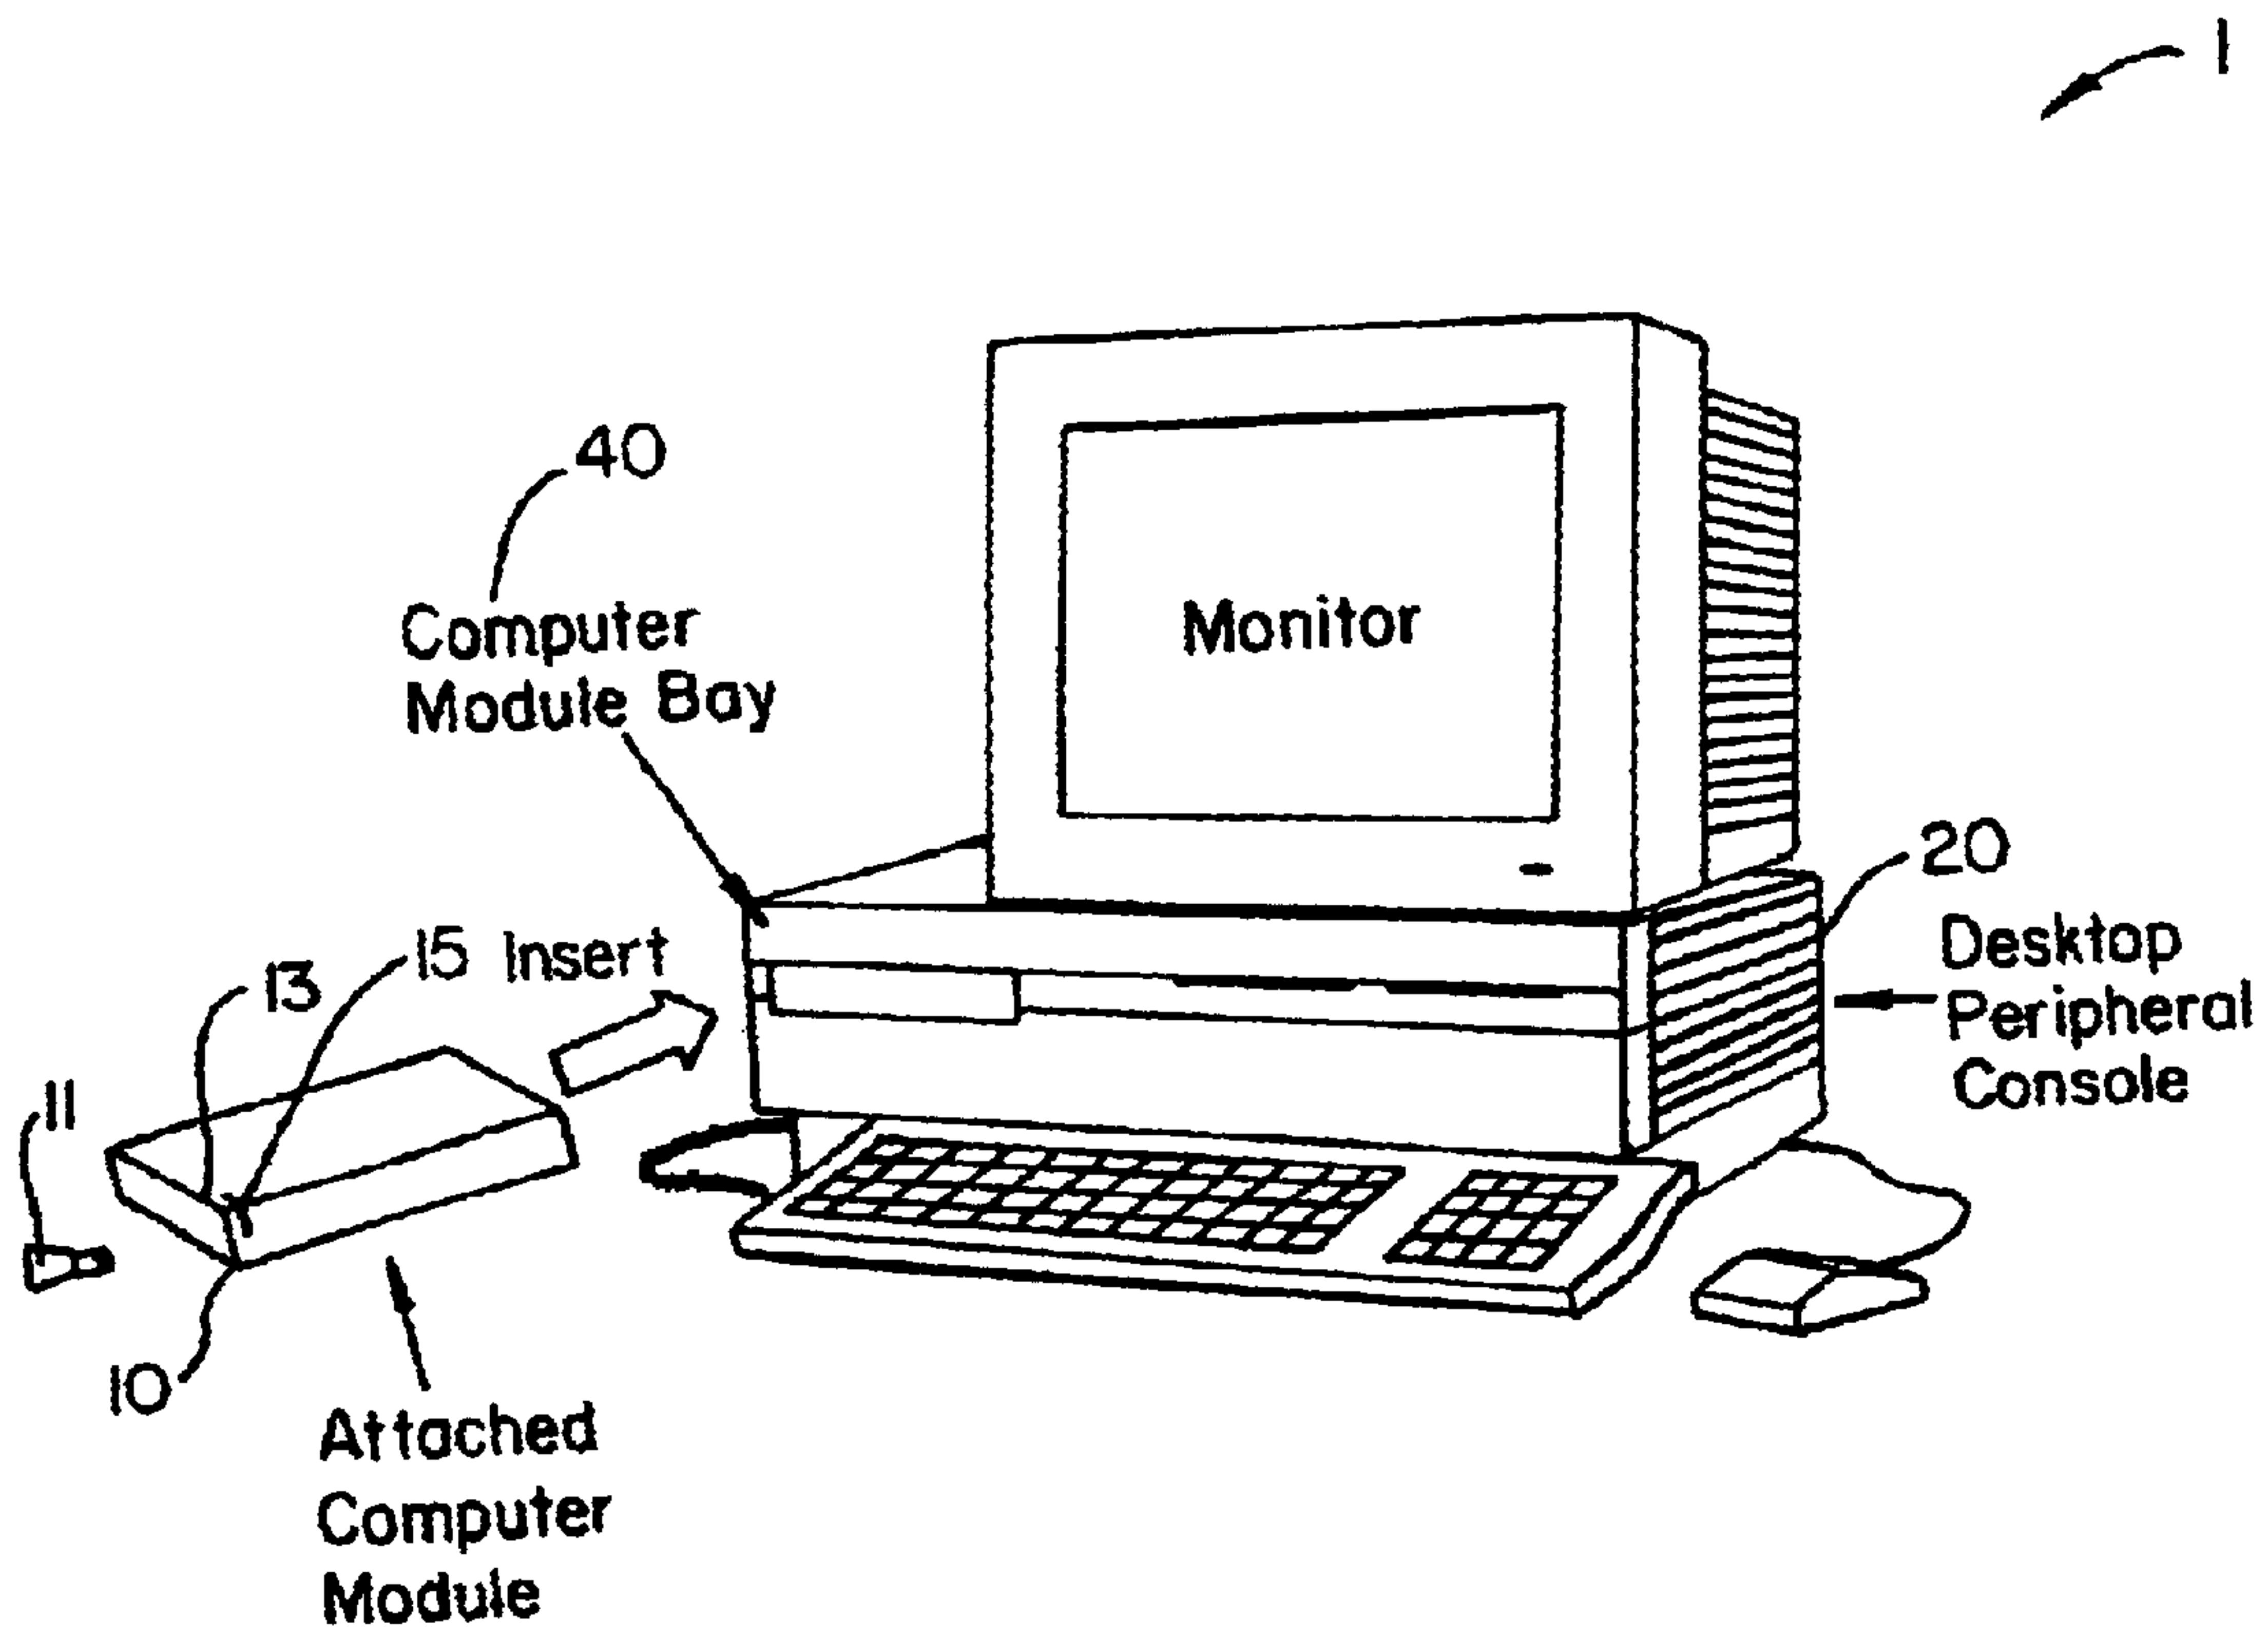 1
40
Computer
Module Bay
Monitor
20
Desktop
Peripheral
Console
15 Insert
13
11
10
Attached
Computer
Module